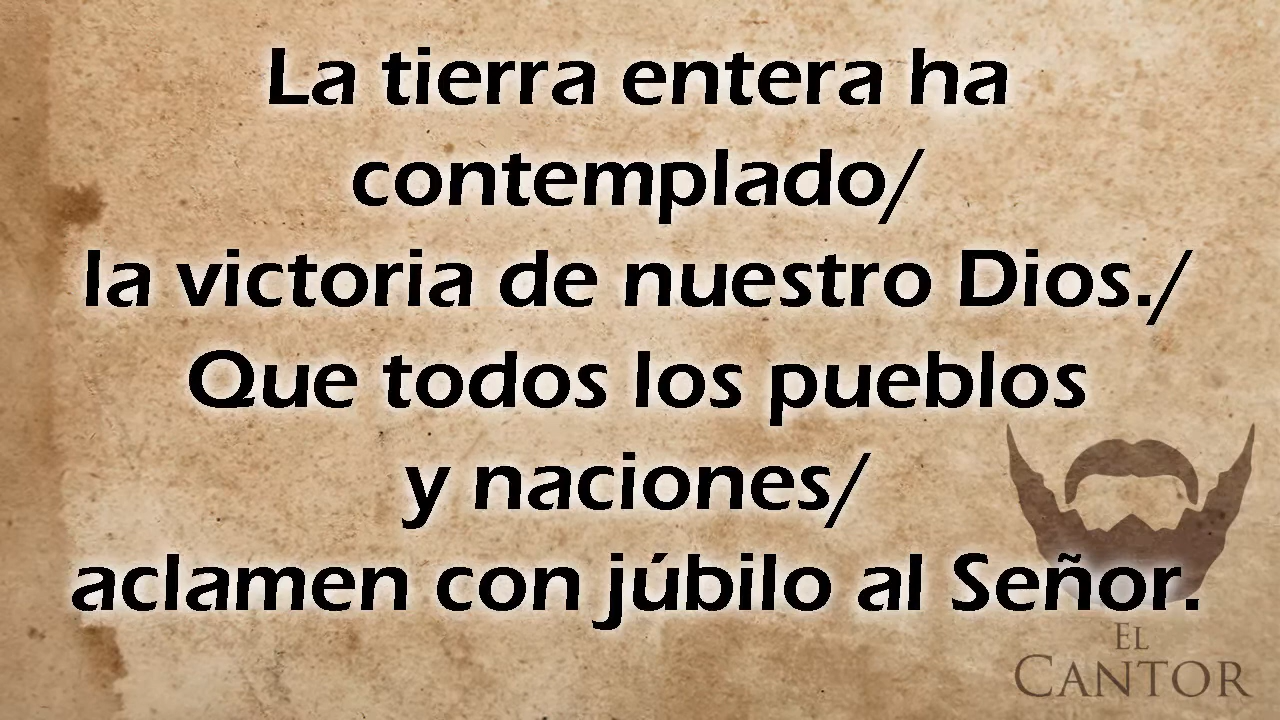 La tierra entera ha
contemplado/
la victoria de nuestro Dios./
Que todos los pueblos
y naciones/
aclamen con júbilo al Señor.
EL
CANTOR